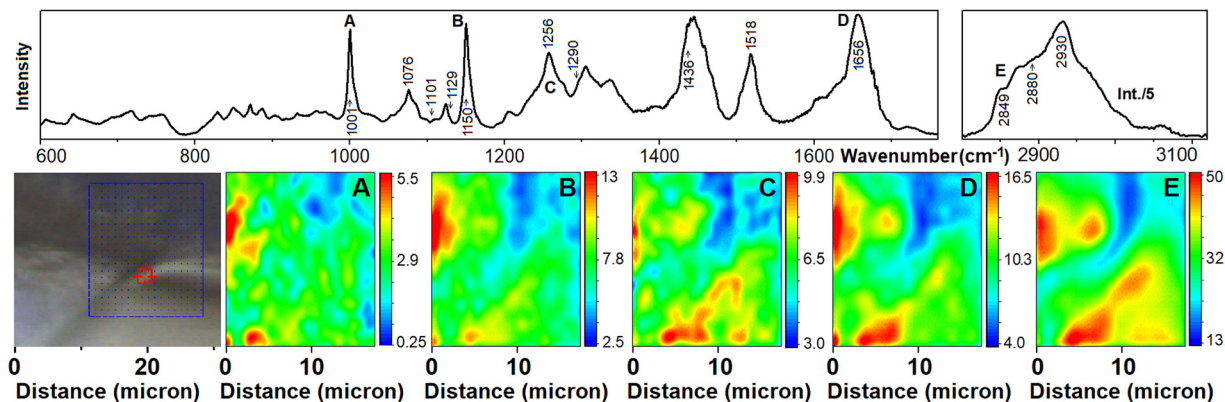 Intensity
A
B
C
D
E
1001
1076
1101
1129
1150
1256
1290
1436
1518
1656
2849
2880
2930
Int./5
600 800 1000 1200 1400 1600 Wavenumber(cm-1) 2900 3100
A B C D E
5.5 13 9.9 16.5 50
2.9 7.8 6.5 10.3 32
0.25 2.5 3.0 4.0 13
0 20 0 10 0 10 0 10 0 10 0 10
Distance (micron) Distance (micron) Distance (micron) Distance (micron) Distance (micron) Distance (micron)